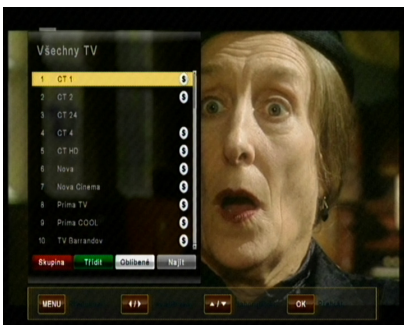 Všechny TV
1 CT 1 $
2 CT 2 $
3 CT 24
4 CT 4 $
5 CT HD $
6 Nova $
7 Nova Cinema $
8 Prima TV $
9 Prima COOL $
10 TV Barrandov $
Skupina Třídit Oblíbené Najít
MENU OK